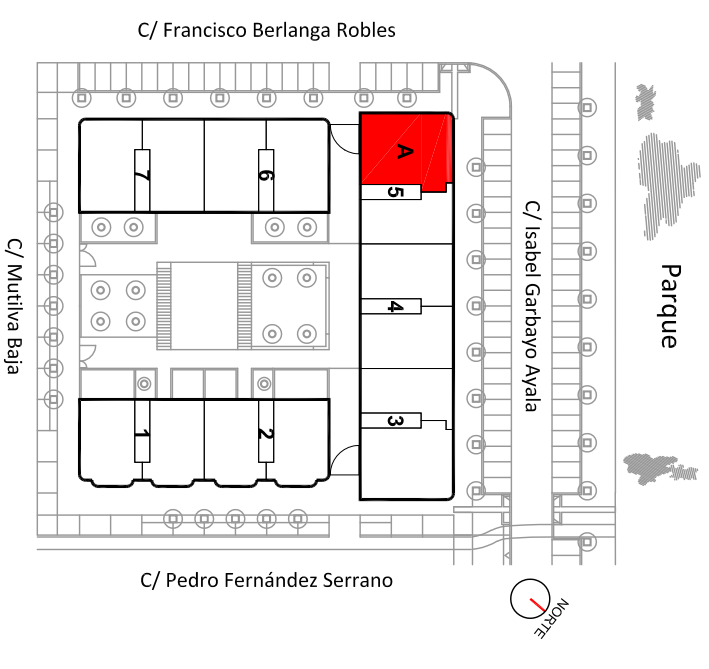 C/ Francisco Berlanga Robles
A
7
6
5
C/ Mutilva Baja
4
C/ Isabel Garbayo Ayala
Parque
1
2
3
C/ Pedro Fernández Serrano
NORTE